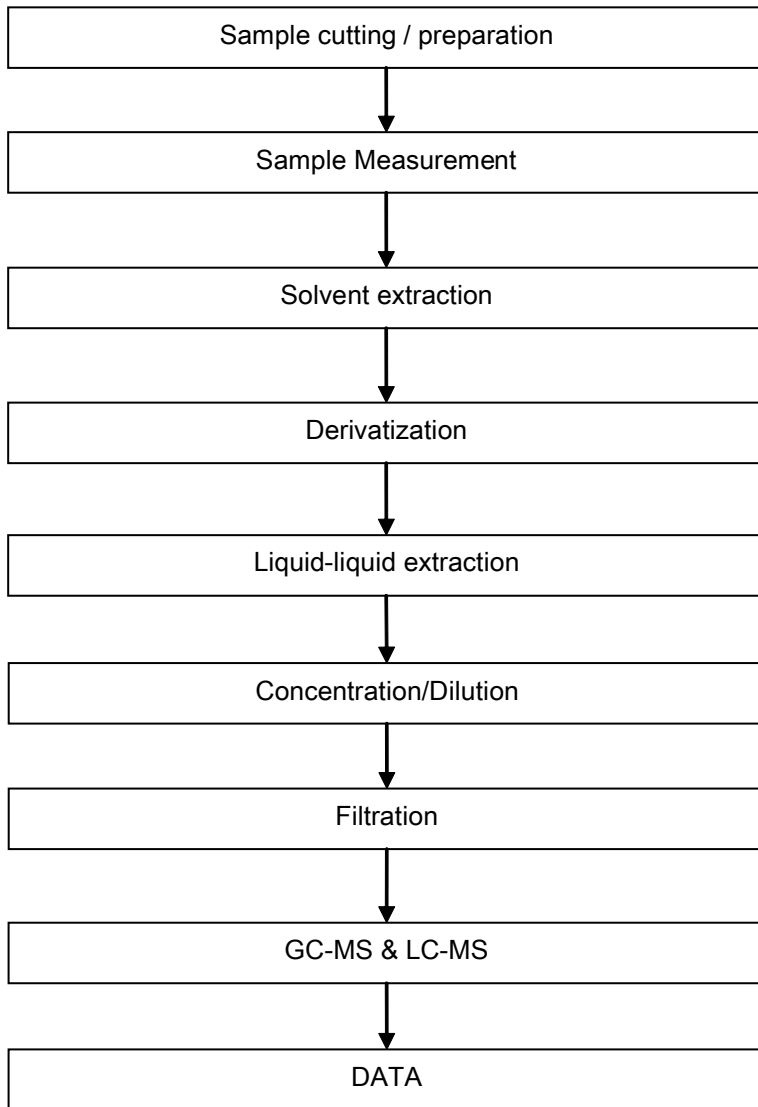 Sample cutting / preparation
Sample Measurement
Solvent extraction
Derivatization
Liquid-liquid extraction
Concentration/Dilution
Filtration
GC-MS & LC-MS
DATA